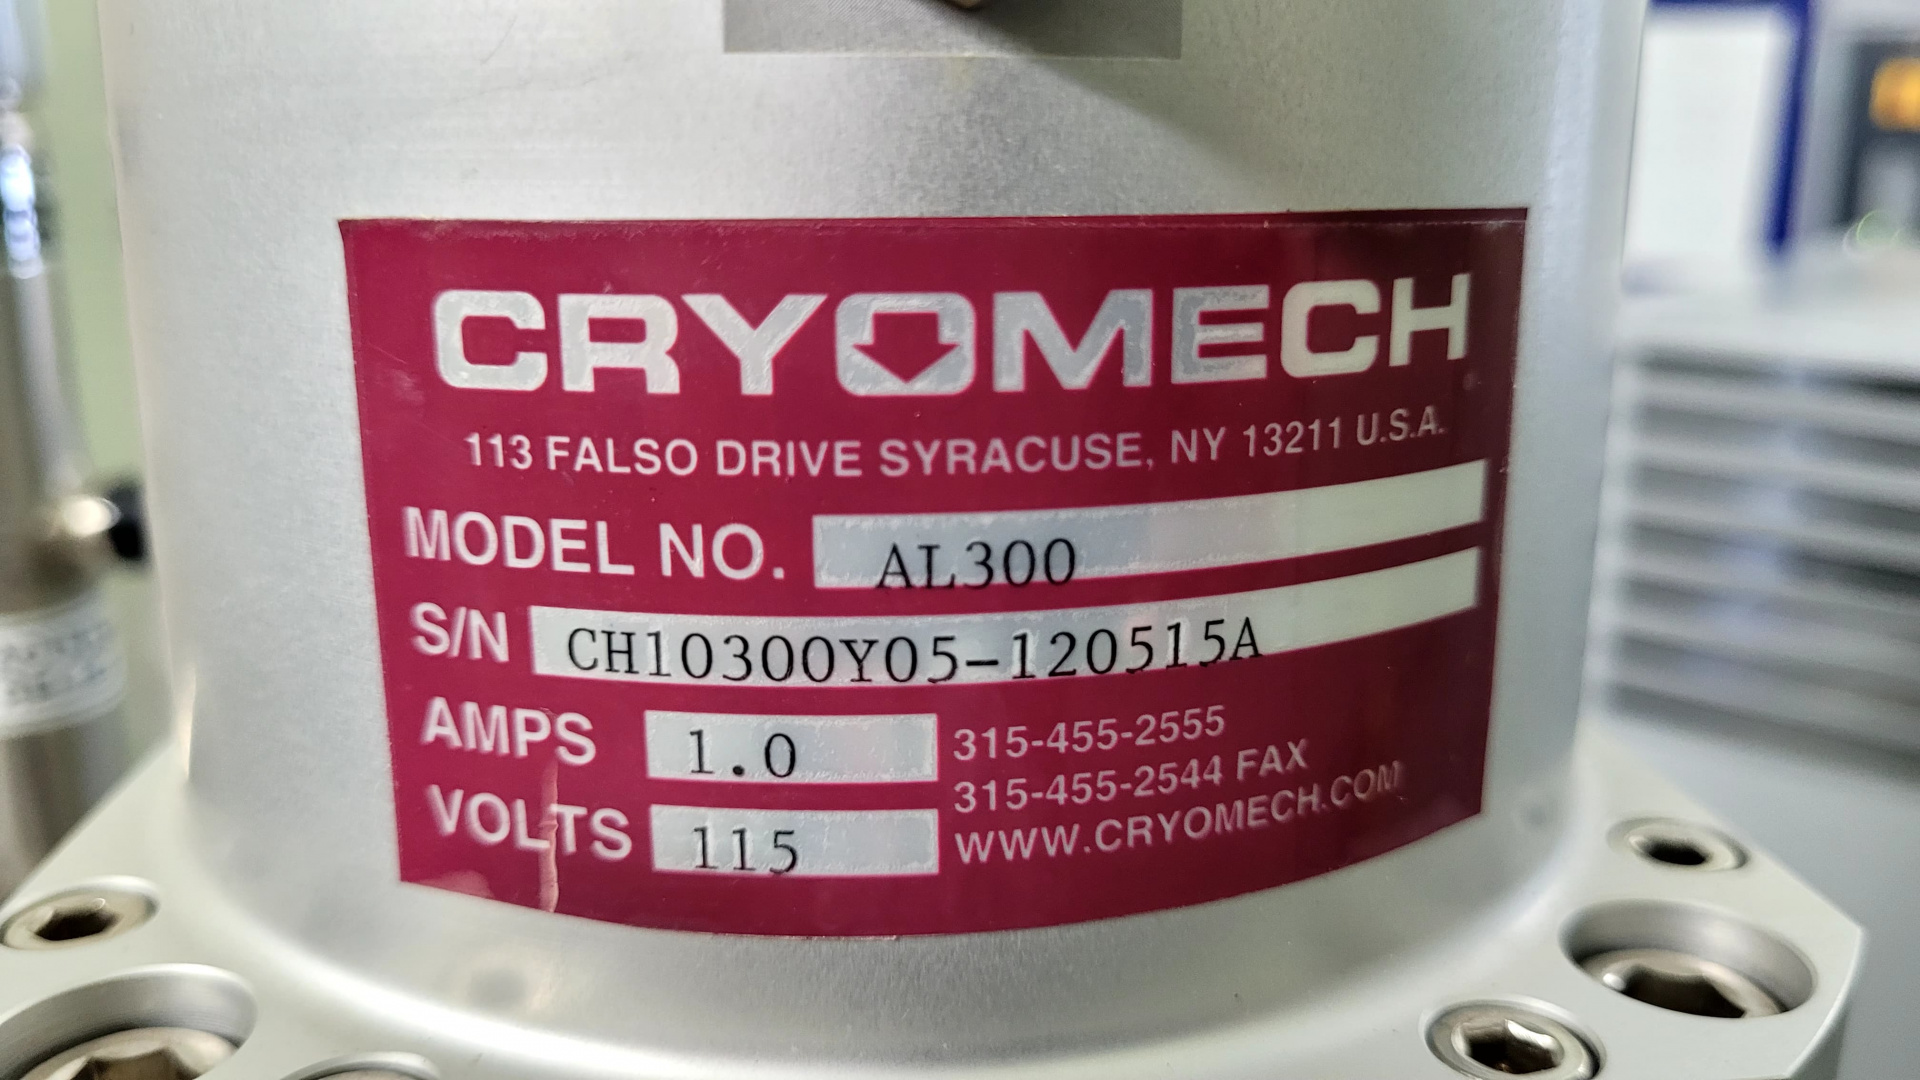 CRYOMECH
113 FALSO DRIVE SYRACUSE, NY 13211 U.S.A.
MODEL NO. AL300
S/N CH10300Y05-120515A
AMPS 1.0
VOLTS 115
315-455-2555
315-455-2544 FAX
WWW.CRYOMECH.COM